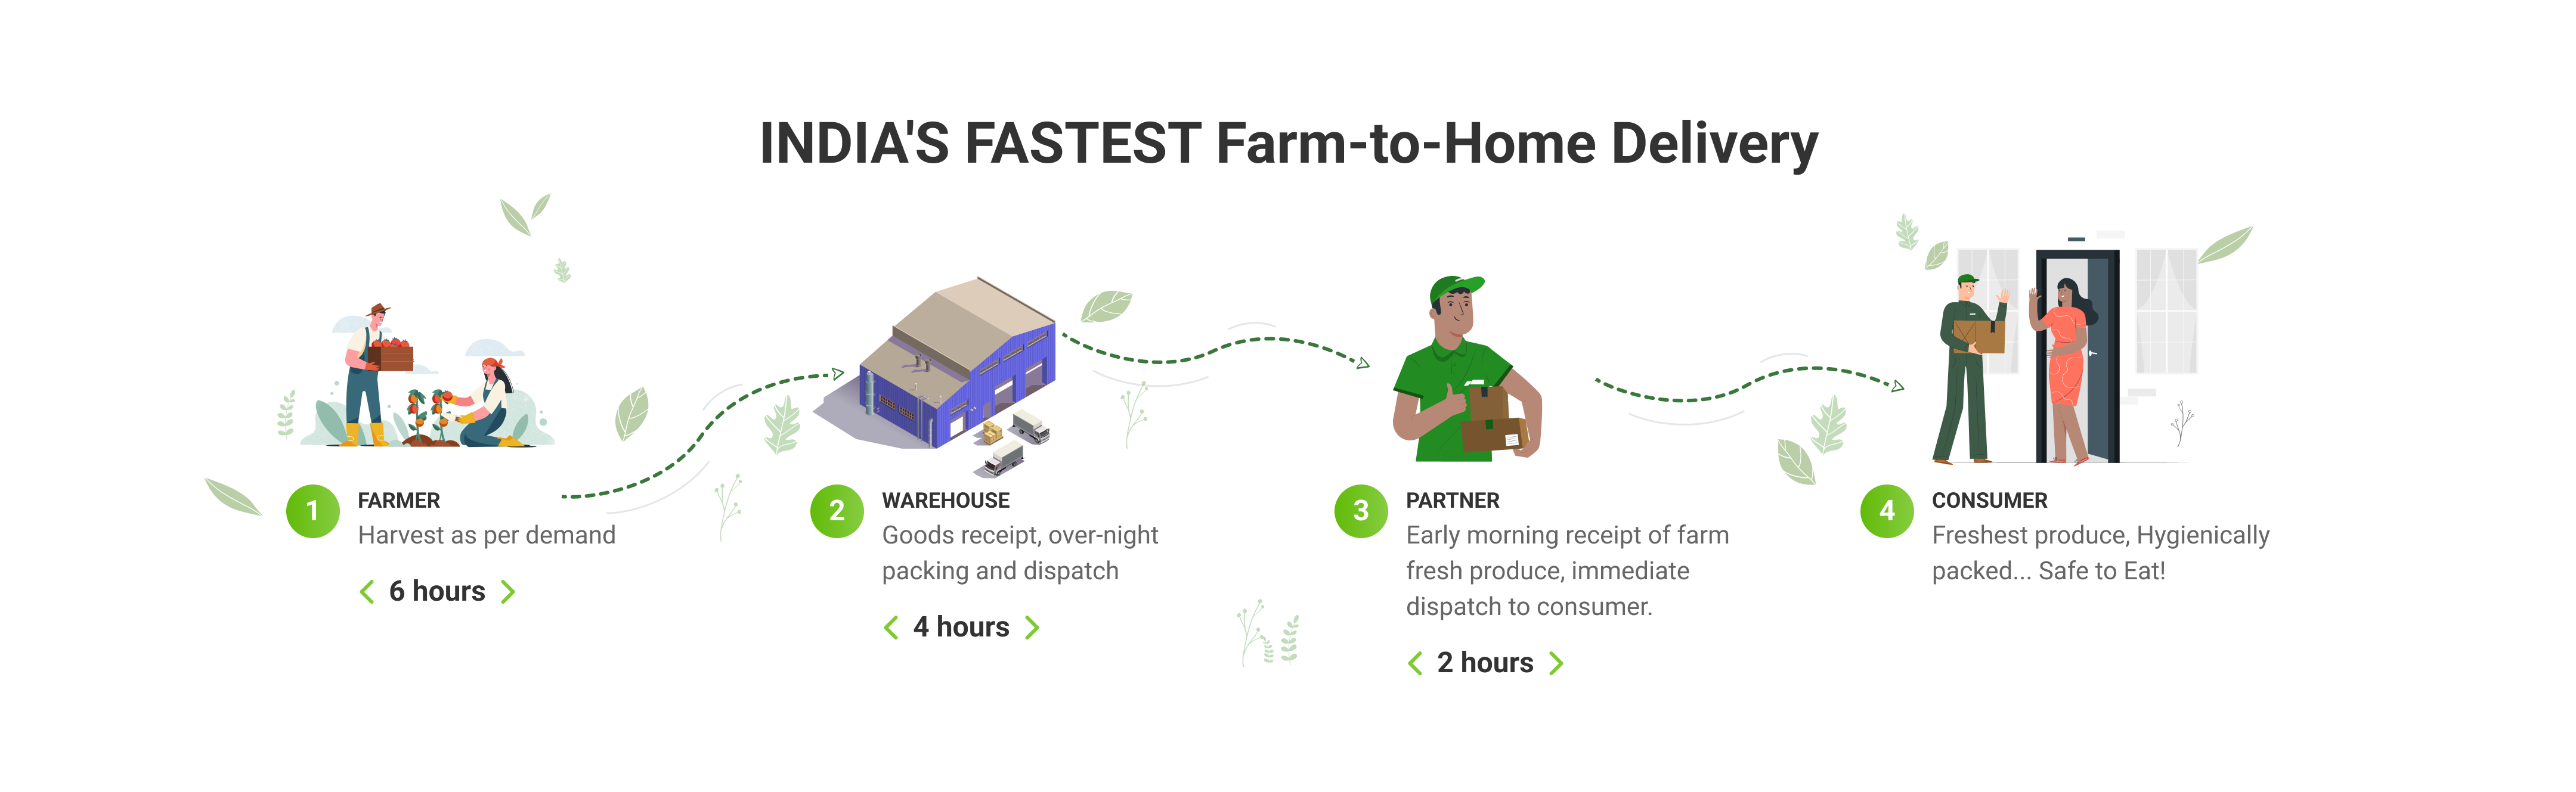 INDIA'S FASTEST Farm-to-Home Delivery
1
FARMER
Harvest as per demand
6 hours
2
WAREHOUSE
Goods receipt, over-night
packing and dispatch
4 hours
3
PARTNER
Early morning receipt of farm
fresh produce, immediate
dispatch to consumer.
2 hours
4
CONSUMER
Freshest produce, Hygienically
packed... Safe to Eat!